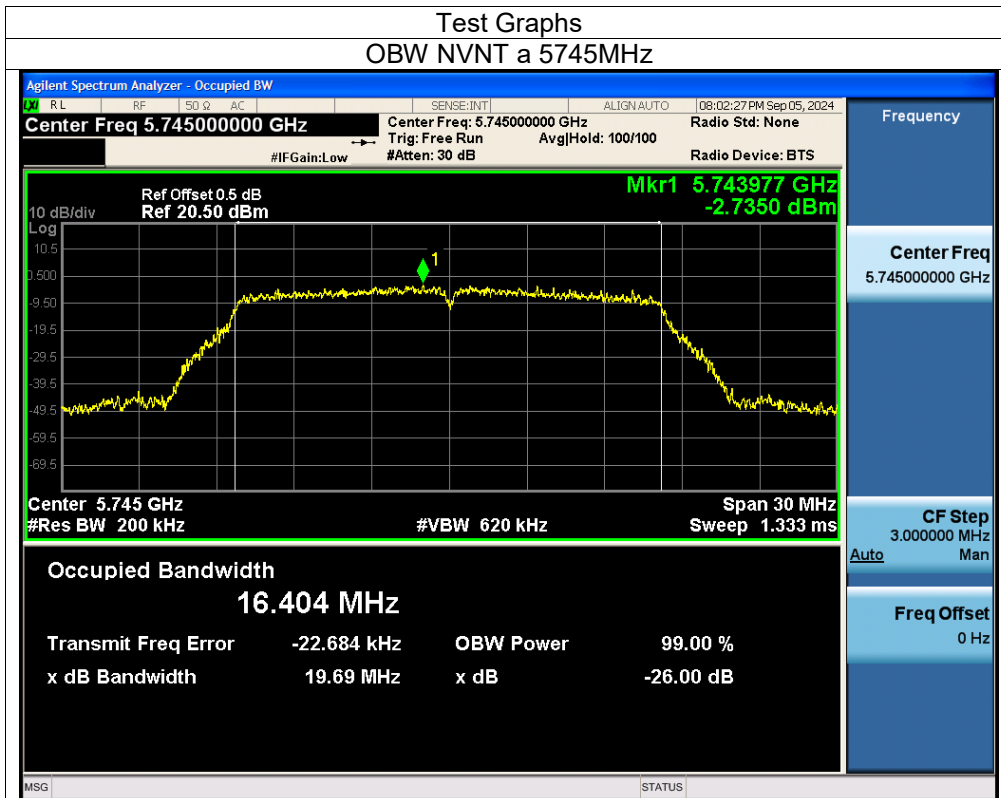 Test Graphs
OBW NVNT a 5745MHz
Agilent Spectrum Analyzer - Occupied BW
LXI RL RF 50 Ω AC SENSE:INT ALIGN AUTO 08:02:27 PM Sep 05, 2024
Center Freq 5.745000000 GHz
Center Freq: 5.745000000 GHz
Radio Std: None
Trig: Free Run Avg|Hold: 100/100
#IFGain:Low #Atten: 30 dB Radio Device: BTS
Mkr1 5.743977 GHz
-2.7350 dBm
Ref Offset 0.5 dB
10 dB/div Ref 20.50 dBm
Log
10.5
0.500
-9.50
-19.5
-29.5
-39.5
-49.5
-59.5
-69.5
1
Center 5.745 GHz Span 30 MHz
#Res BW 200 kHz #VBW 620 kHz Sweep 1.333 ms
Occupied Bandwidth
16.404 MHz
Transmit Freq Error -22.684 kHz OBW Power 99.00 %
x dB Bandwidth 19.69 MHz x dB -26.00 dB
MSG STATUS
Frequency
Center Freq
5.745000000 GHz
CF Step
3.000000 MHz
Auto Man
Freq Offset
0 Hz